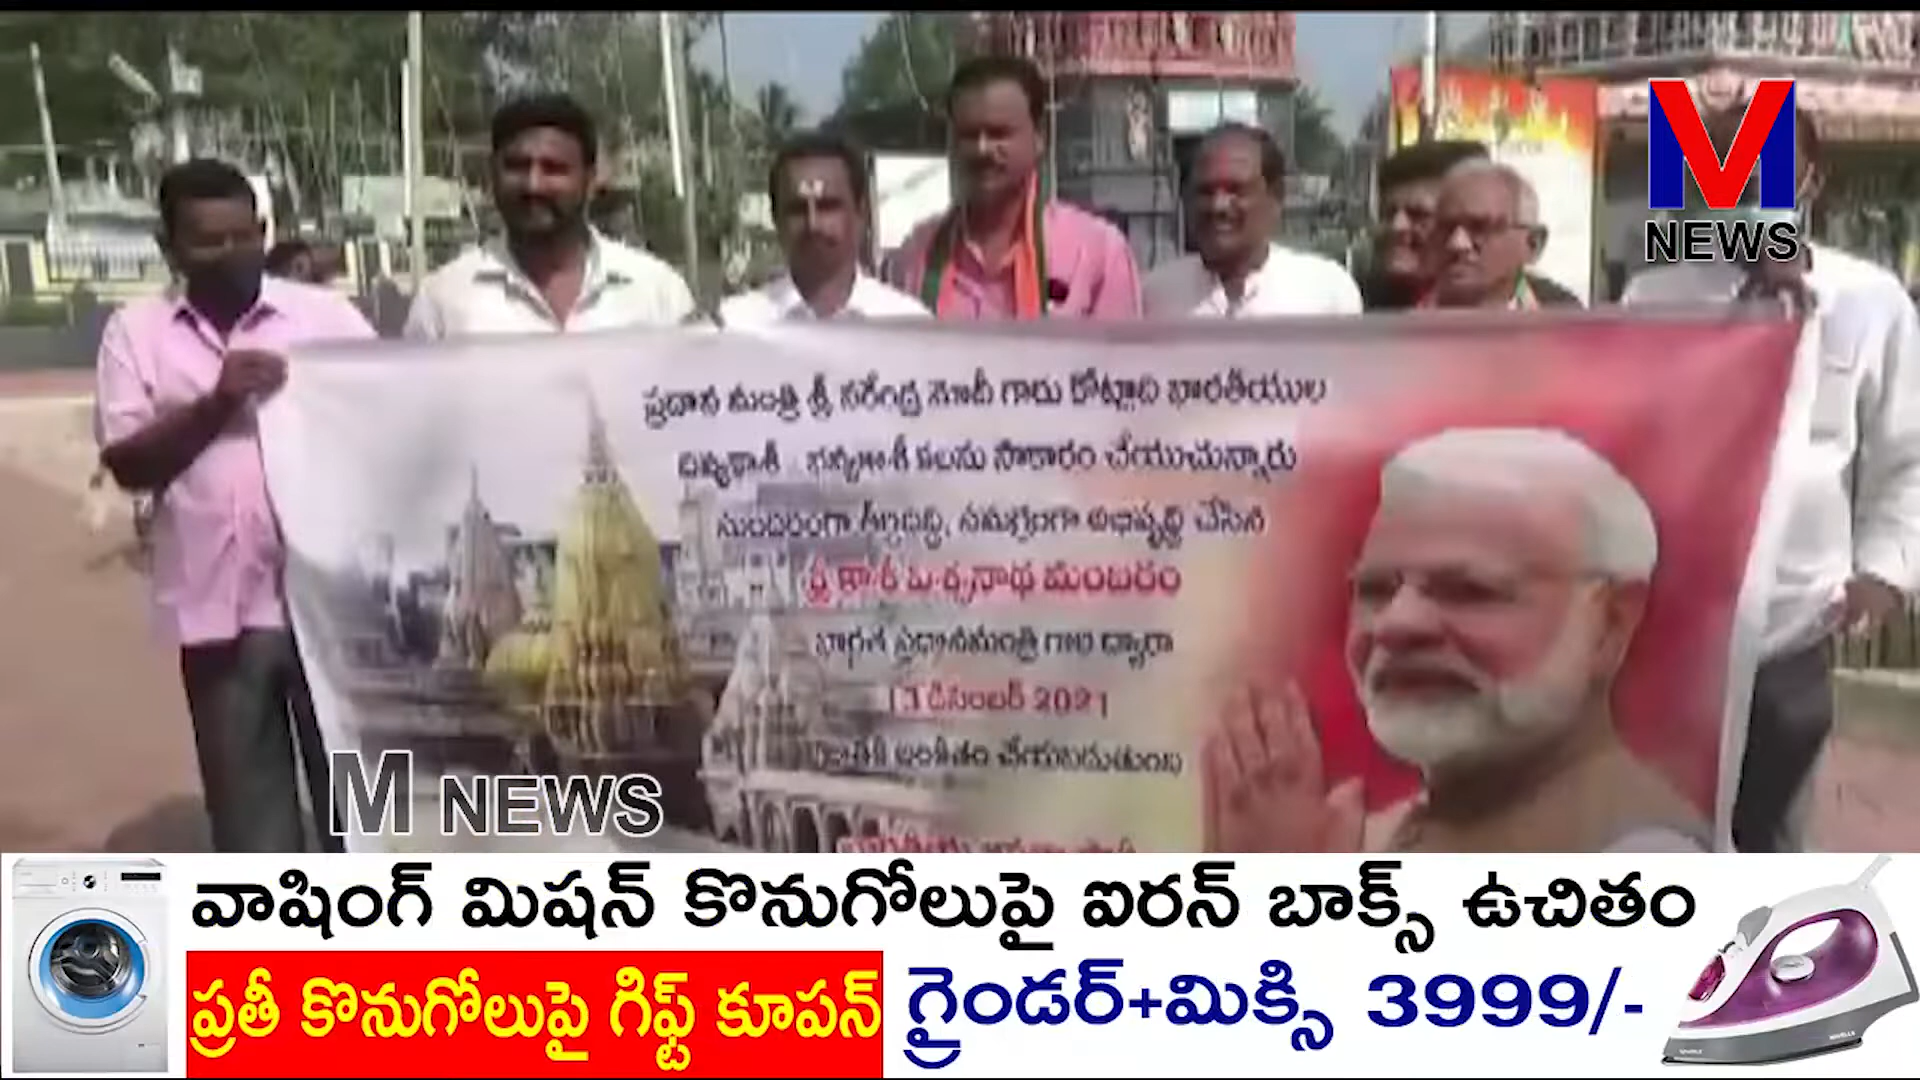 M
NEWS
ప్రధాన మంత్రి శ్రీ నరేంద్ర మోదీ గారు కోట్లాది భారతీయుల
దివ్యకాశీ - భవ్యకాశీ కలను సాకారం చేయుచున్నారు
సుందరంగా తీర్చిదిద్ది, సమగ్రంగా అభివృద్ధి చేసిన
శ్రీ కాశీ విశ్వనాథ మందిరం
భారత ప్రధానమంత్రి గారి ద్వారా
13 డిసెంబర్ 2021
అంకితం చేయబడుతుంది
M NEWS
వాషింగ్ మిషన్ కొనుగోలుపై ఐరన్ బాక్స్ ఉచితం
ప్రతీ కొనుగోలుపై గిఫ్ట్ కూపన్
గ్రైండర్+మిక్సి 3999/-